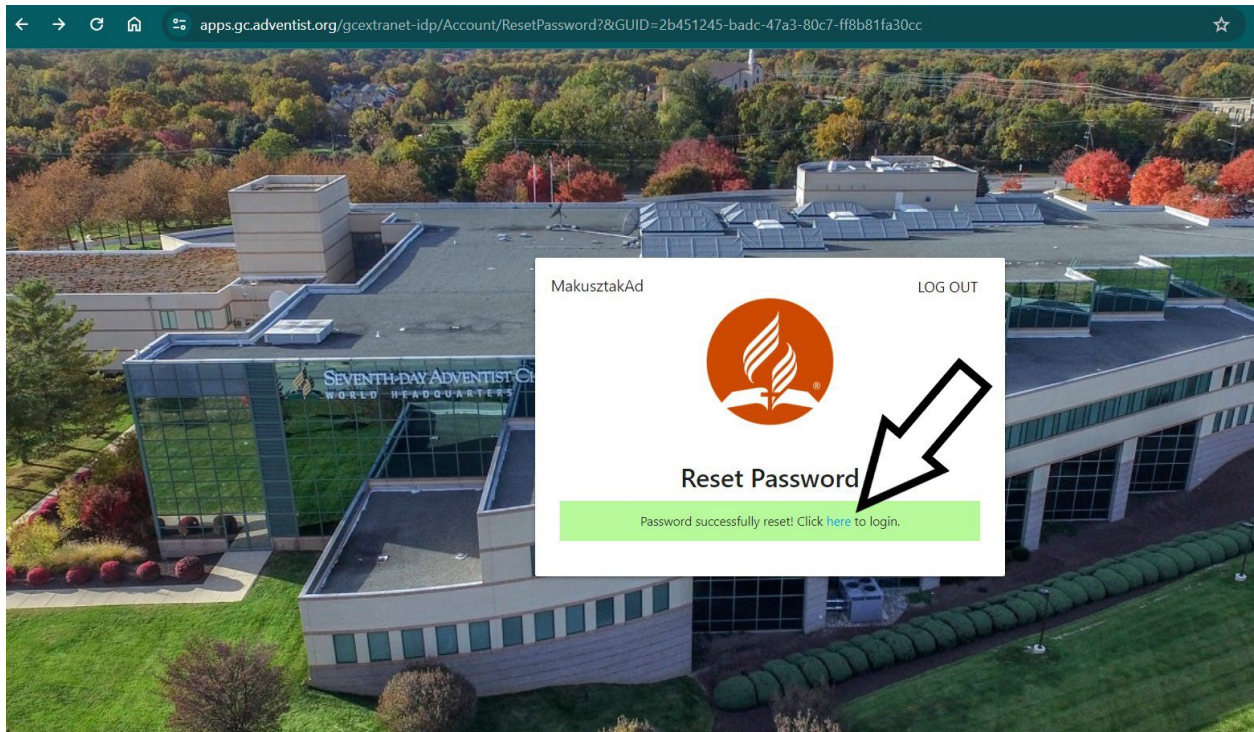 apps.gc.adventist.org/gcextranet-idp/Account/ResetPassword?&GUID=2b451245-badc-47a3-80c7-ff8b81fa30cc
MakusztakAd
LOG OUT
®
SEVENTH-DAY ADVENTIST
WORLD HEADQUARTERS
Reset Password
Password successfully reset! Click here to login.